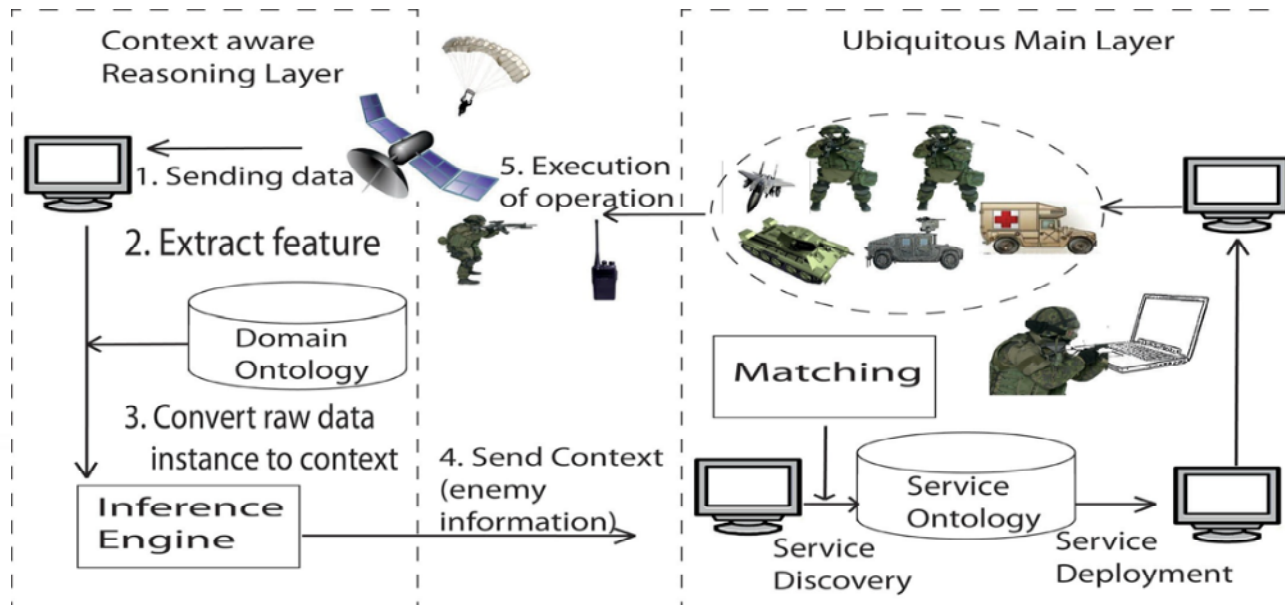 Context aware
Reasoning Layer
1. Sending data
2. Extract feature
Domain
Ontology
3. Convert raw data
instance to context
Inference
Engine
4. Send Context
(enemy
information)
5. Execution
of operation
Ubiquitous Main Layer
Matching
Service
Ontology
Service
Discovery
Service
Deployment